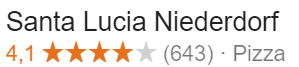 Santa Lucia Niederdorf
4,1 (643) · Pizza